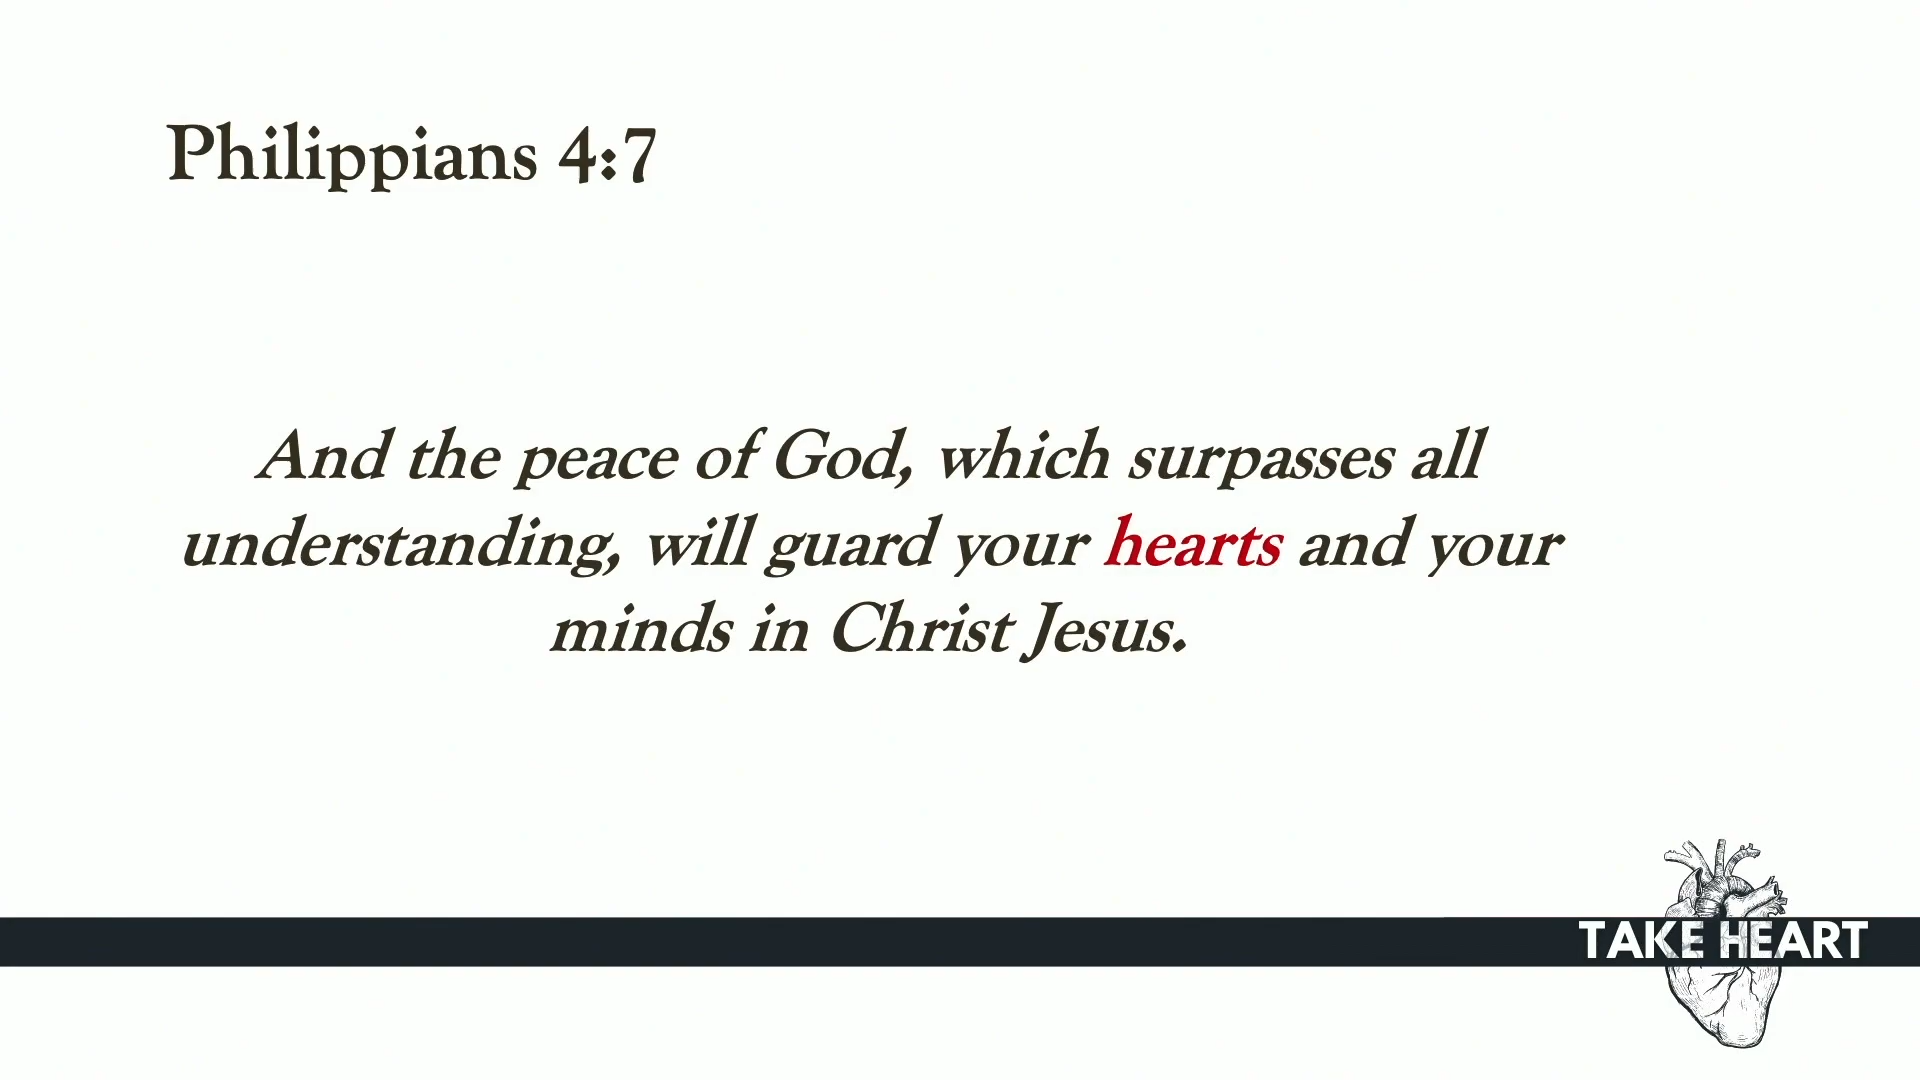 Philippians 4:7
And the peace of God, which surpasses all
understanding, will guard your hearts and your
minds in Christ Jesus.
TAKE HEART